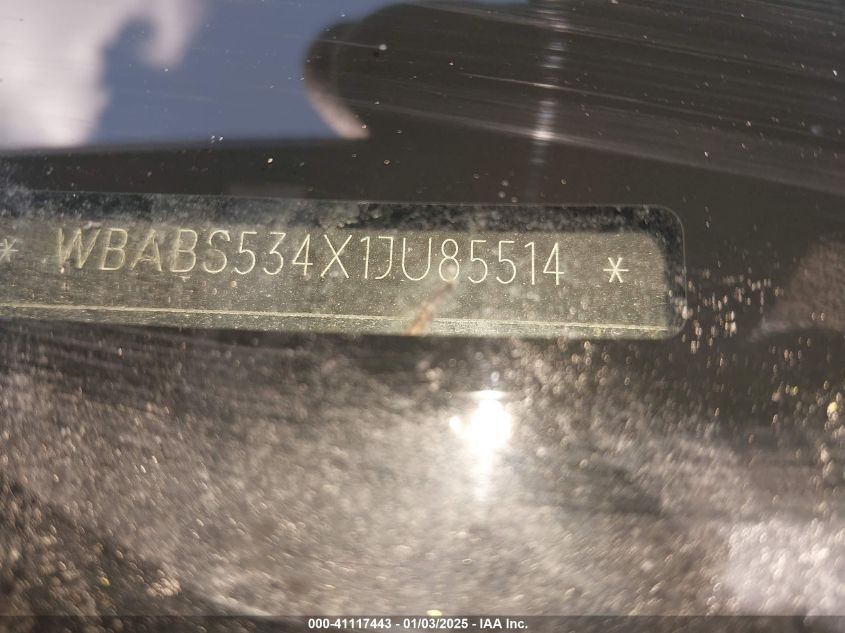 * WBABS534X1JU85514 *
000-41117443 - 01/03/2025 - IAA Inc.